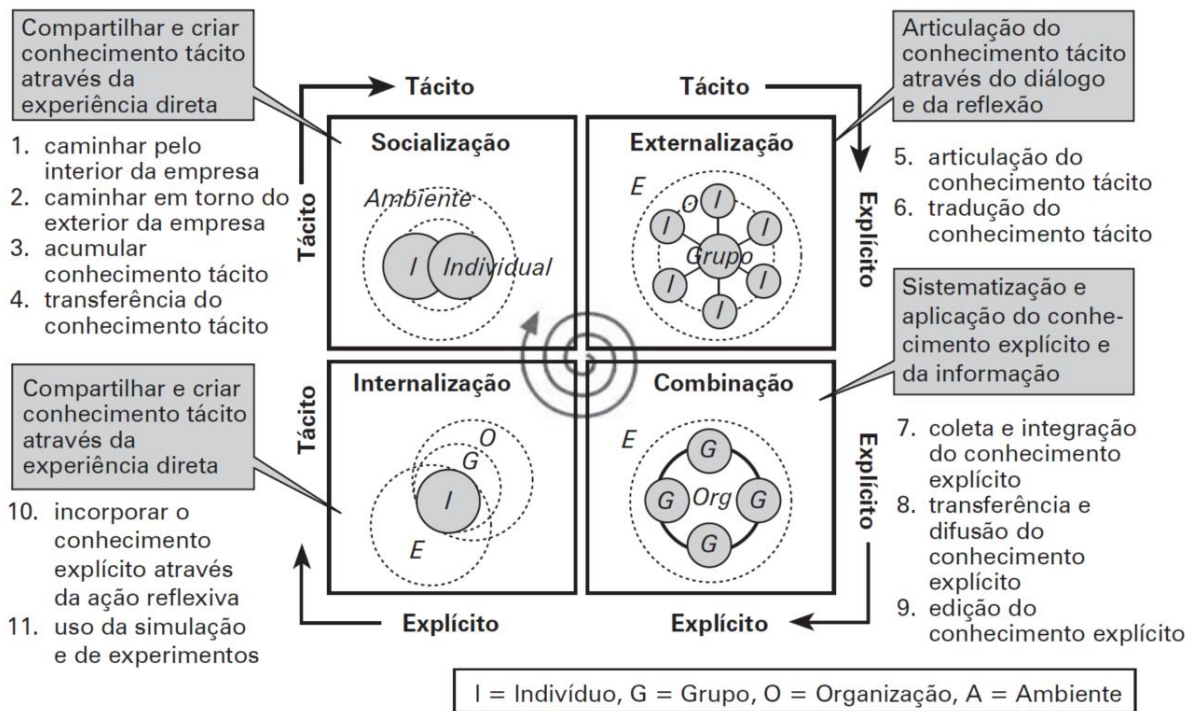 Compartilhar e criar
conhecimento tácito
através da
experiência direta
1. caminhar pelo
interior da empresa
2. caminhar em torno do
exterior da empresa
3. acumular
conhecimento tácito
4. transferência do
conhecimento tácito
Tácito
Tácito
Socialização
Ambiente
I
Individual
Tácito
Externalização
E
O
I
I
I
Grupo
I
I
I
Explícito
Articulação do
conhecimento tácito
através do diálogo
e da reflexão
5. articulação do
conhecimento tácito
6. tradução do
conhecimento tácito
Compartilhar e criar
conhecimento tácito
através da
experiência direta
10. incorporar o
conhecimento
explícito através
da ação reflexiva
11. uso da simulação
e de experimentos
Tácito
Internalização
O
G
I
E
Explícito
Combinação
E
G
G
Org
G
G
Explícito
Explícito
Sistematização e
aplicação do conhe-
cimento explícito e
da informação
7. coleta e integração
do conhecimento
explícito
8. transferência e
difusão do
conhecimento
explícito
9. edição do
conhecimento explícito
I = Indivíduo, G = Grupo, O = Organização, A = Ambiente